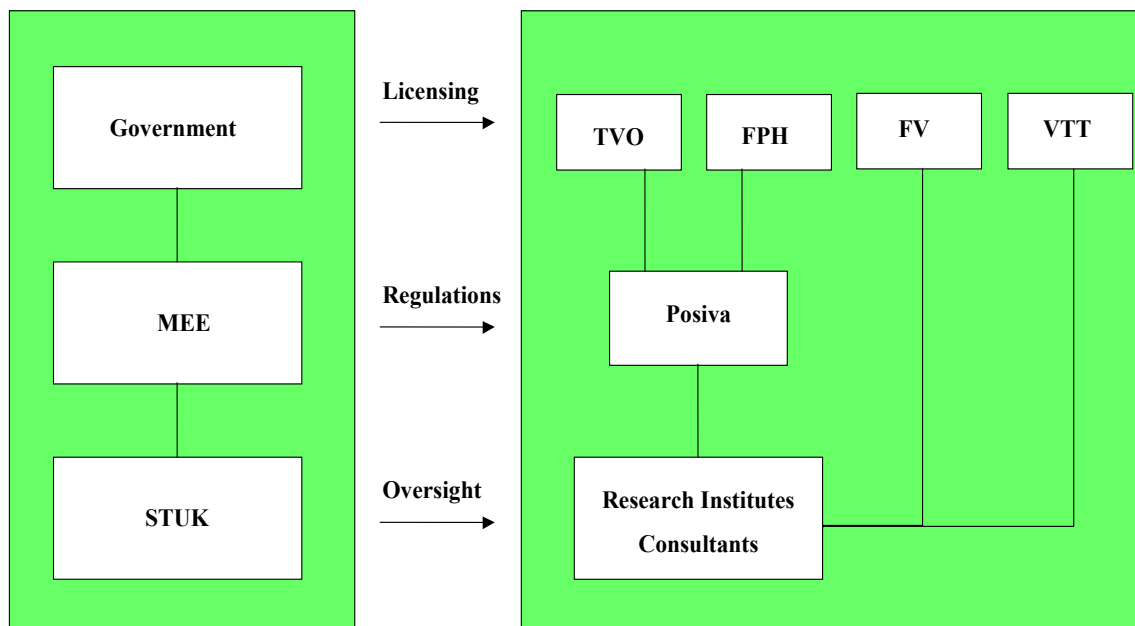 Government
MEE
STUK
Licensing
Regulations
Oversight
TVO
FPH
FV
VTT
Posiva
Research Institutes
Consultants